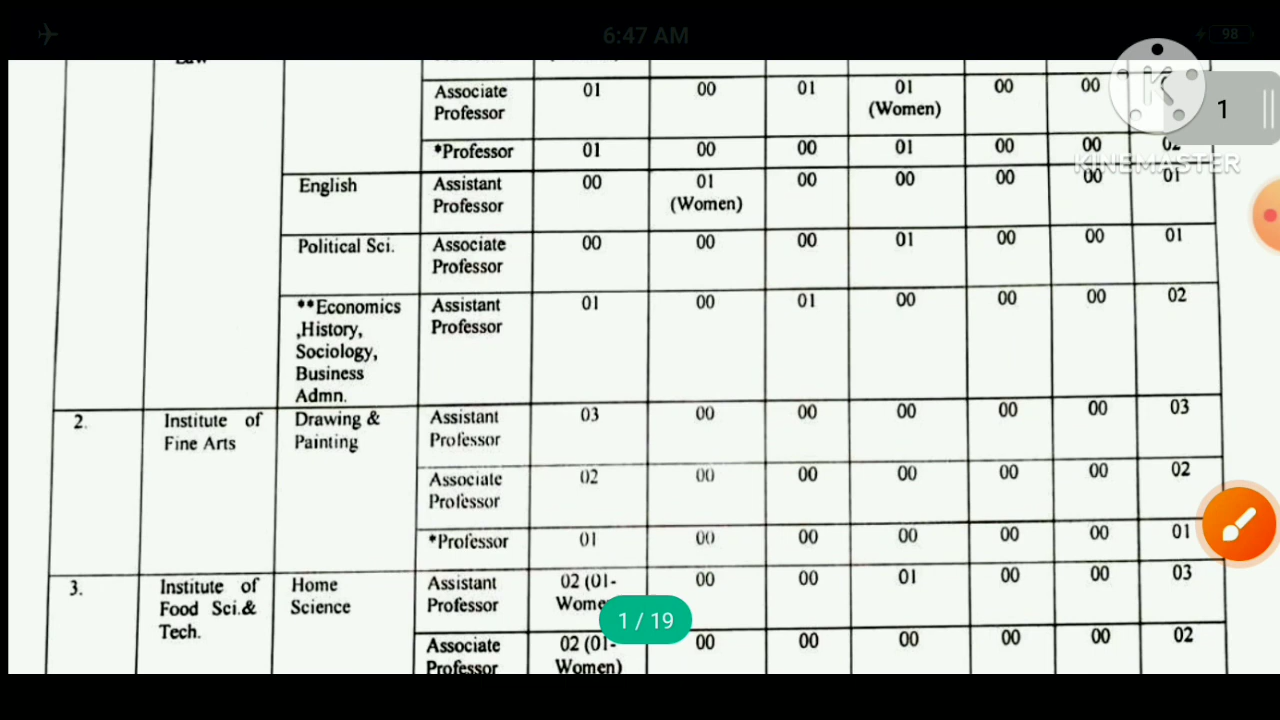 6:47 AM
98
Law
Associate Professor 01 00 01 01 (Women) 00 00
1
*Professor 01 00 00 01 00 00 02
KINEMASTER
English Assistant Professor 00 01 (Women) 00 00 00 00 01
Political Sci. Associate Professor 00 00 00 01 00 00 01
**Economics ,History, Sociology, Business Admn. Assistant Professor 01 00 01 00 00 00 02
2. Institute of Fine Arts Drawing & Painting Assistant Professor 03 00 00 00 00 00 03
Associate Professor 02 00 00 00 00 00 02
*Professor 01 00 00 00 00 00 01
3. Institute of Food Sci.& Tech. Home Science Assistant Professor 02 (01- Women) 00 00 01 00 00 03
1 / 19
Associate Professor 02 (01- Women) 00 00 00 00 00 02